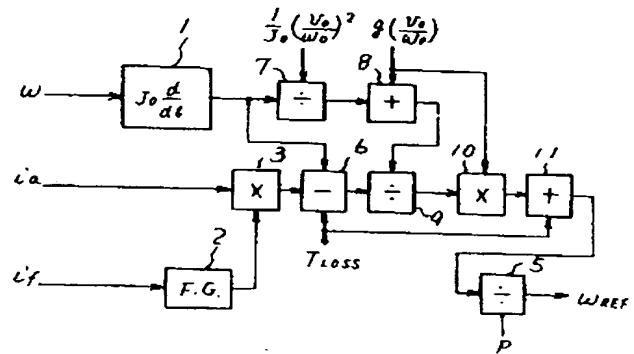 1
1/J₀ (v₀/ω₀)²
g(v₀/ω₀)
7
8
ω
J₀ d/dt
÷
+
3
6
10
11
ia
×
−
÷
×
+
9
2
TLOSS
5
if
F.G.
÷
ωREF
P